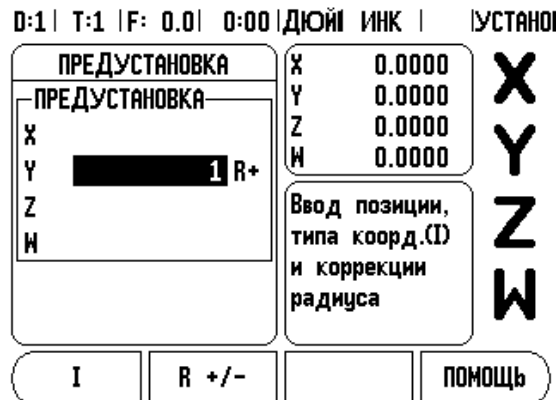 D:1 T:1 F: 0.0 0:00 ДЮЙМ ИНК
ПРЕДУСТАНОВКА
ПРЕДУСТАНОВКА
X
Y 1 R+
Z
W
X 0.0000
Y 0.0000
Z 0.0000
W 0.0000
Ввод позиции,
типа коорд.(I)
и коррекции
радиуса
X
Y
Z
W
I
R +/-
ПОМОЩЬ